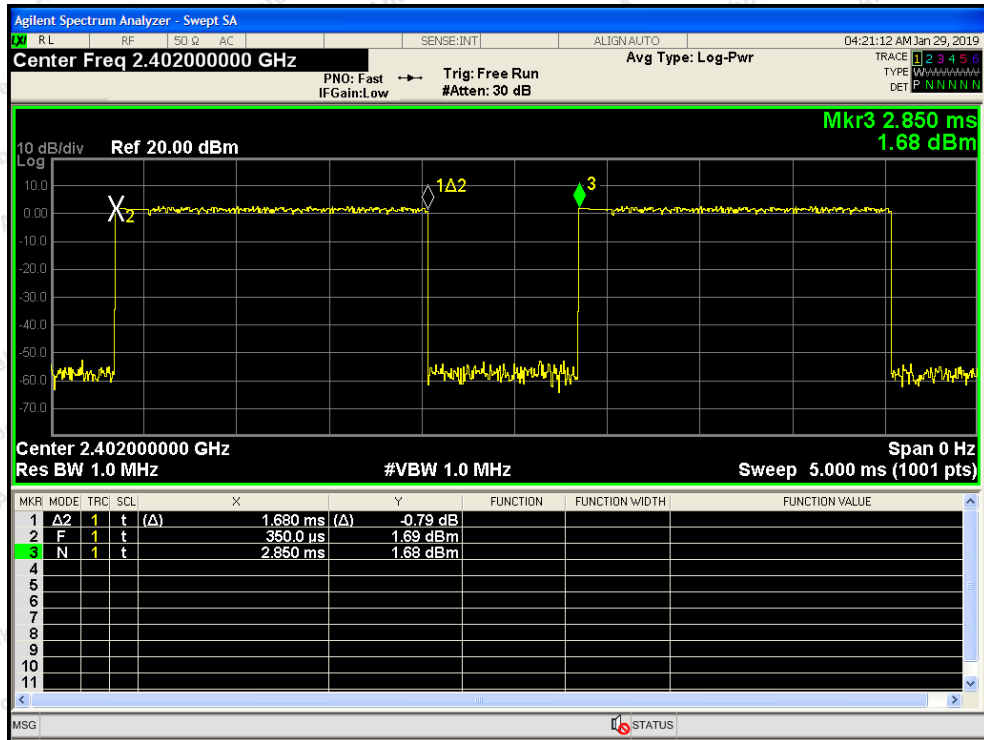 Agilent Spectrum Analyzer - Swept SA
LXI RL RF 50 Ω AC SENSE:INT ALIGN AUTO 04:21:12 AM Jan 29, 2019
Center Freq 2.402000000 GHz Avg Type: Log-Pwr TRACE 1 2 3 4 5 6
PNO: Fast Trig: Free Run TYPE W
IFGain:Low #Atten: 30 dB DET P N N N N N
Mkr3 2.850 ms
10 dB/div Ref 20.00 dBm 1.68 dBm
Log
10.0
0.00
-10.0
-20.0
-30.0
-40.0
-50.0
-60.0
-70.0
2 1Δ2 3
Center 2.402000000 GHz Span 0 Hz
Res BW 1.0 MHz #VBW 1.0 MHz Sweep 5.000 ms (1001 pts)
MKR MODE TRC SCL X Y FUNCTION FUNCTION WIDTH FUNCTION VALUE
1 Δ2 1 t (Δ) 1.680 ms (Δ) -0.79 dB
2 F 1 t 350.0 µs 1.69 dBm
3 N 1 t 2.850 ms 1.68 dBm
4
5
6
7
8
9
10
11
MSG STATUS